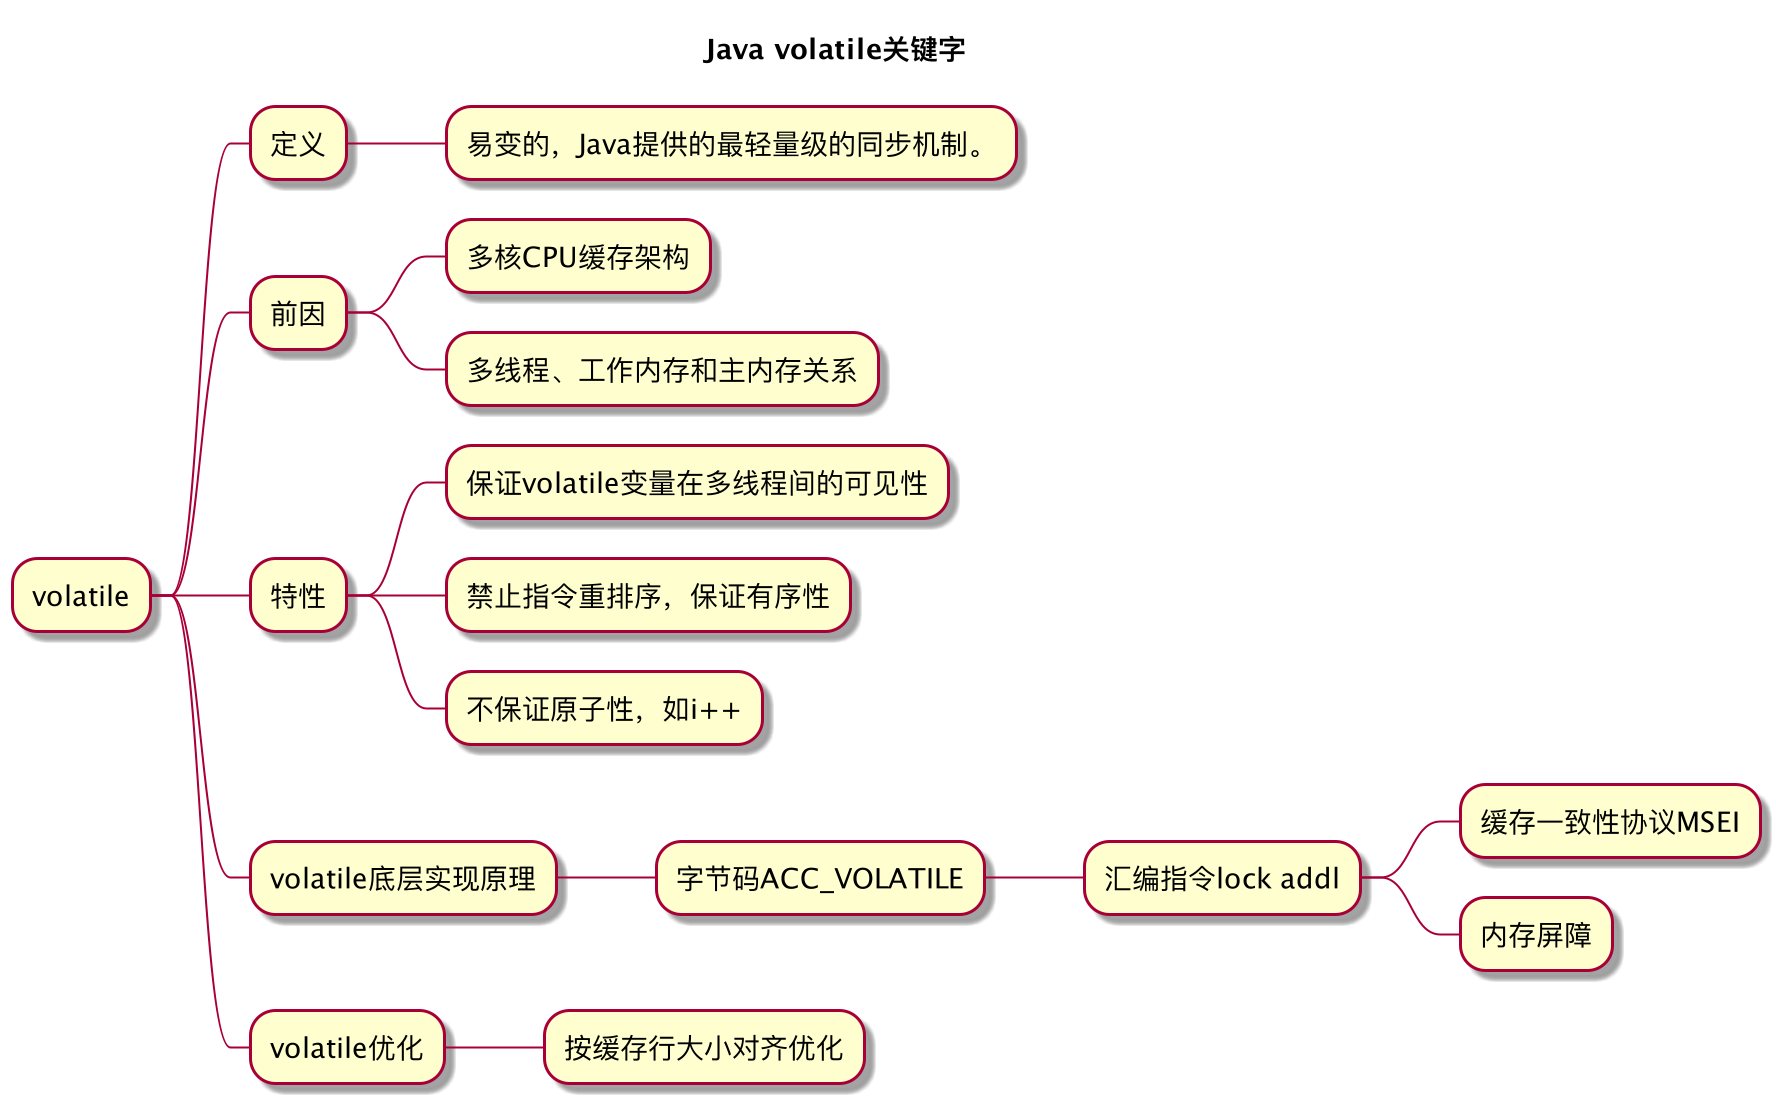 Java volatile关键字
定义
易变的，Java提供的最轻量级的同步机制。
前因
多核CPU缓存架构
多线程、工作内存和主内存关系
volatile
特性
保证volatile变量在多线程间的可见性
禁止指令重排序，保证有序性
不保证原子性，如i++
volatile底层实现原理
字节码ACC_VOLATILE
汇编指令lock addl
缓存一致性协议MSEI
内存屏障
volatile优化
按缓存行大小对齐优化